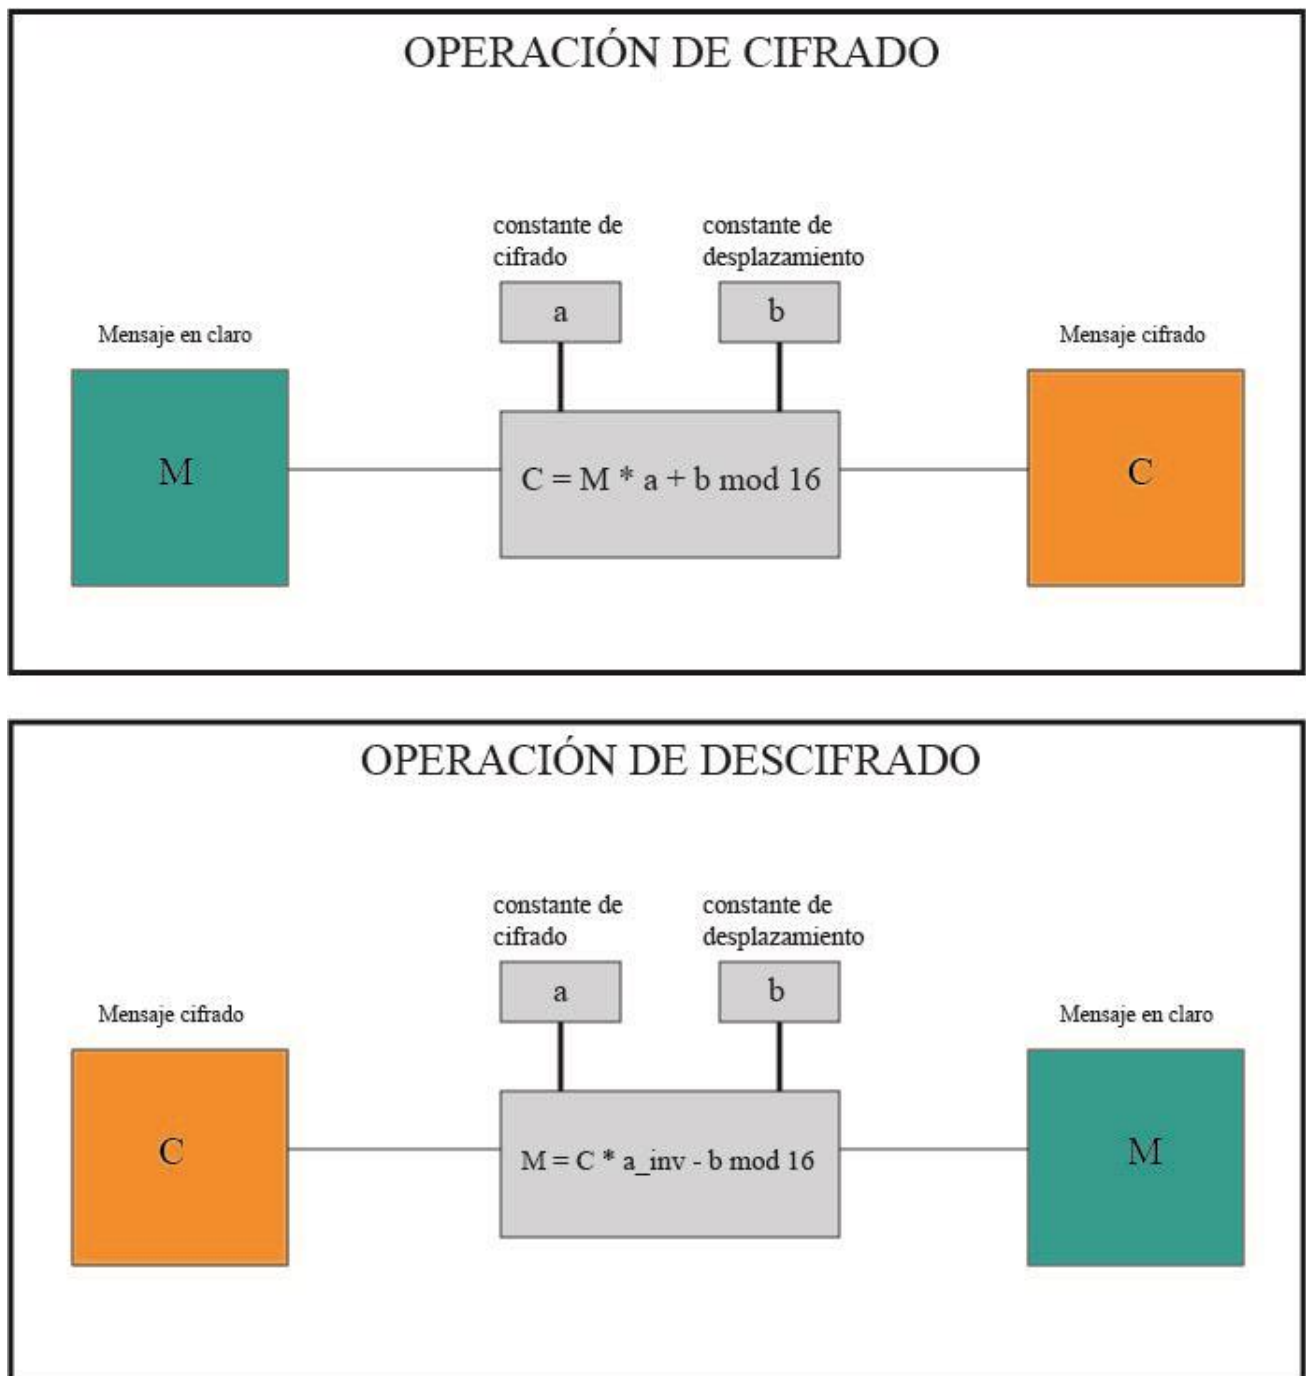 OPERACIÓN DE CIFRADO
constante de
cifrado
constante de
desplazamiento
a
b
Mensaje en claro
Mensaje cifrado
M
C = M * a + b mod 16
C
OPERACIÓN DE DESCIFRADO
constante de
cifrado
constante de
desplazamiento
a
b
Mensaje cifrado
Mensaje en claro
C
M = C * a_inv - b mod 16
M